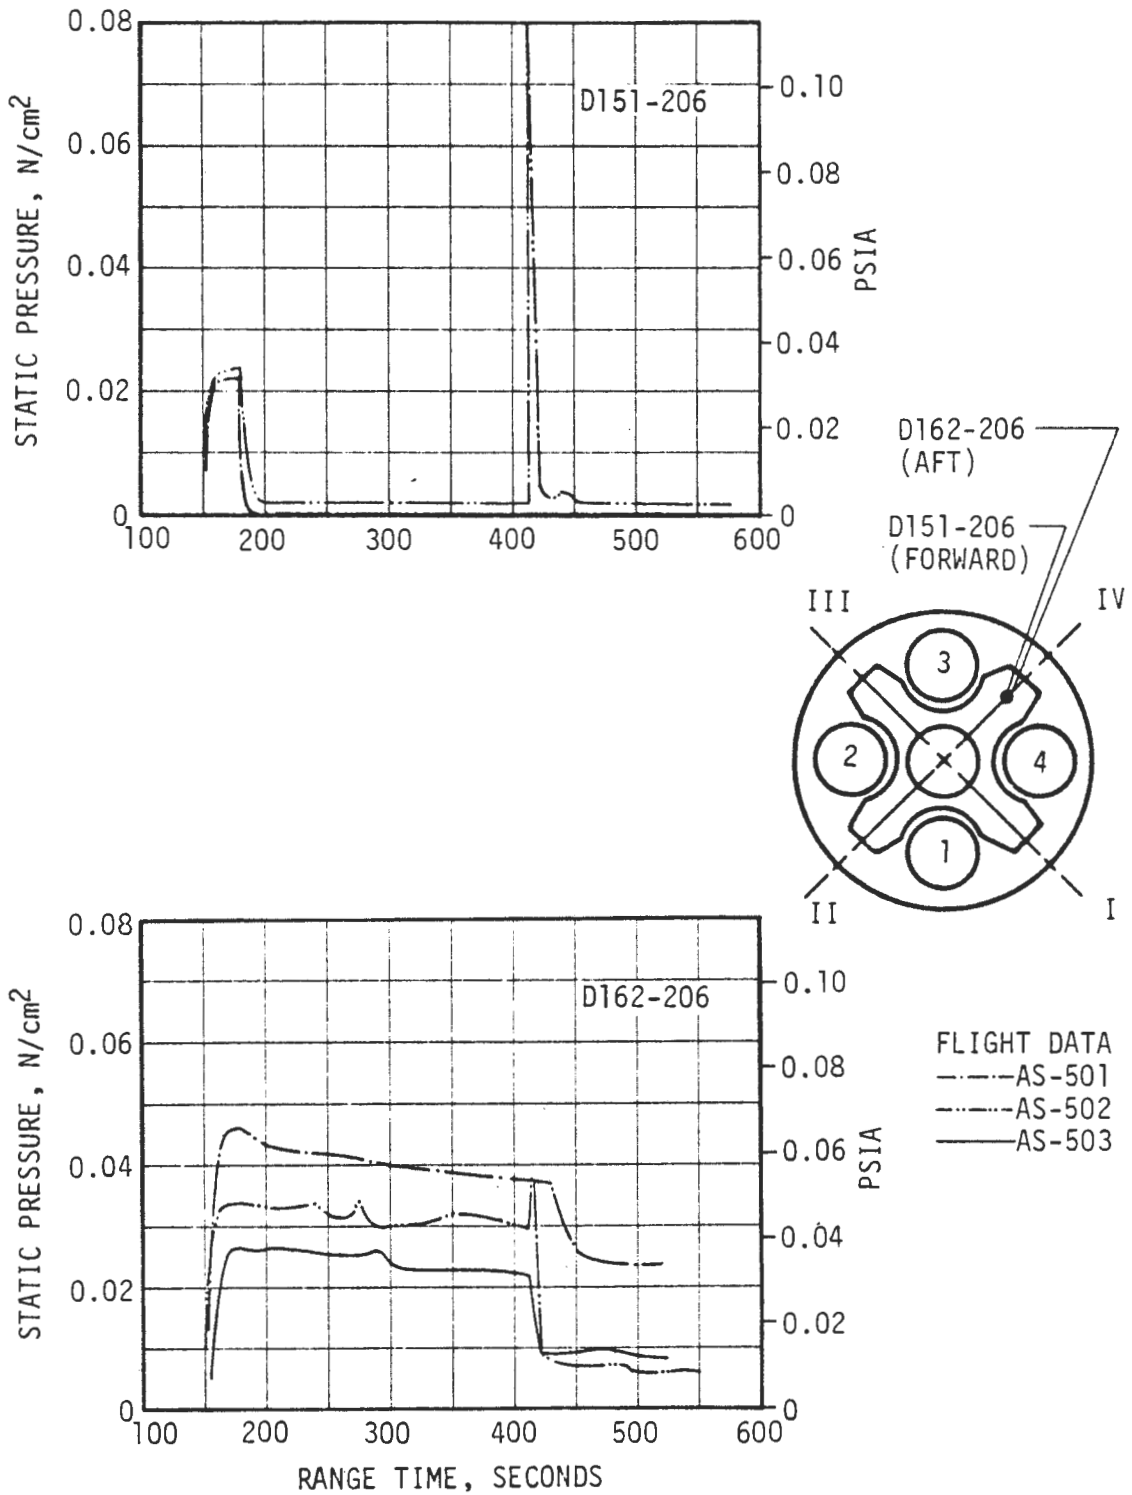 STATIC PRESSURE, N/cm2
0.08
0.06
0.04
0.02
0
D151-206
0.10
0.08
0.06
0.04
0.02
0
PSIA
100 200 300 400 500 600
D162-206
(AFT)
D151-206
(FORWARD)
III
IV
3
2
4
1
II
I
STATIC PRESSURE, N/cm2
0.08
0.06
0.04
0.02
0
D162-206
0.10
0.08
0.06
0.04
0.02
0
PSIA
100 200 300 400 500 600
RANGE TIME, SECONDS
FLIGHT DATA
AS-501
AS-502
AS-503